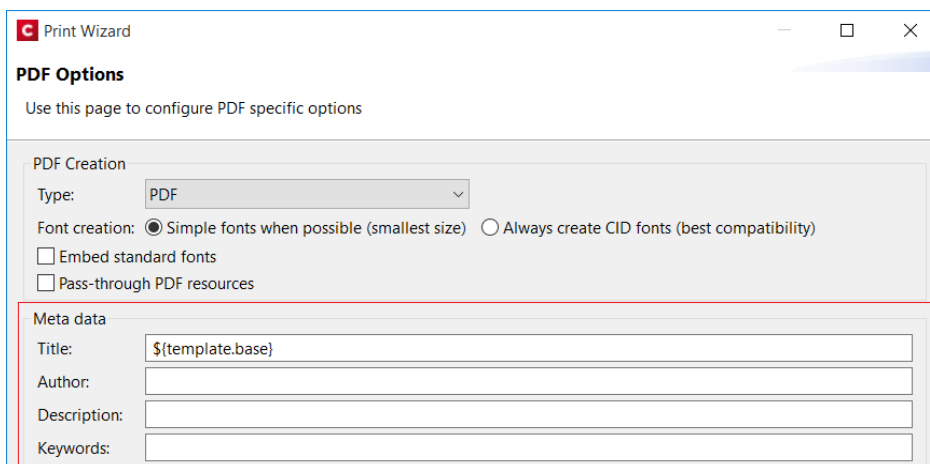 C Print Wizard
PDF Options
Use this page to configure PDF specific options
PDF Creation
Type: PDF
Font creation: Simple fonts when possible (smallest size) Always create CID fonts (best compatibility)
Embed standard fonts
Pass-through PDF resources
Meta data
Title: ${template.base}
Author:
Description:
Keywords: